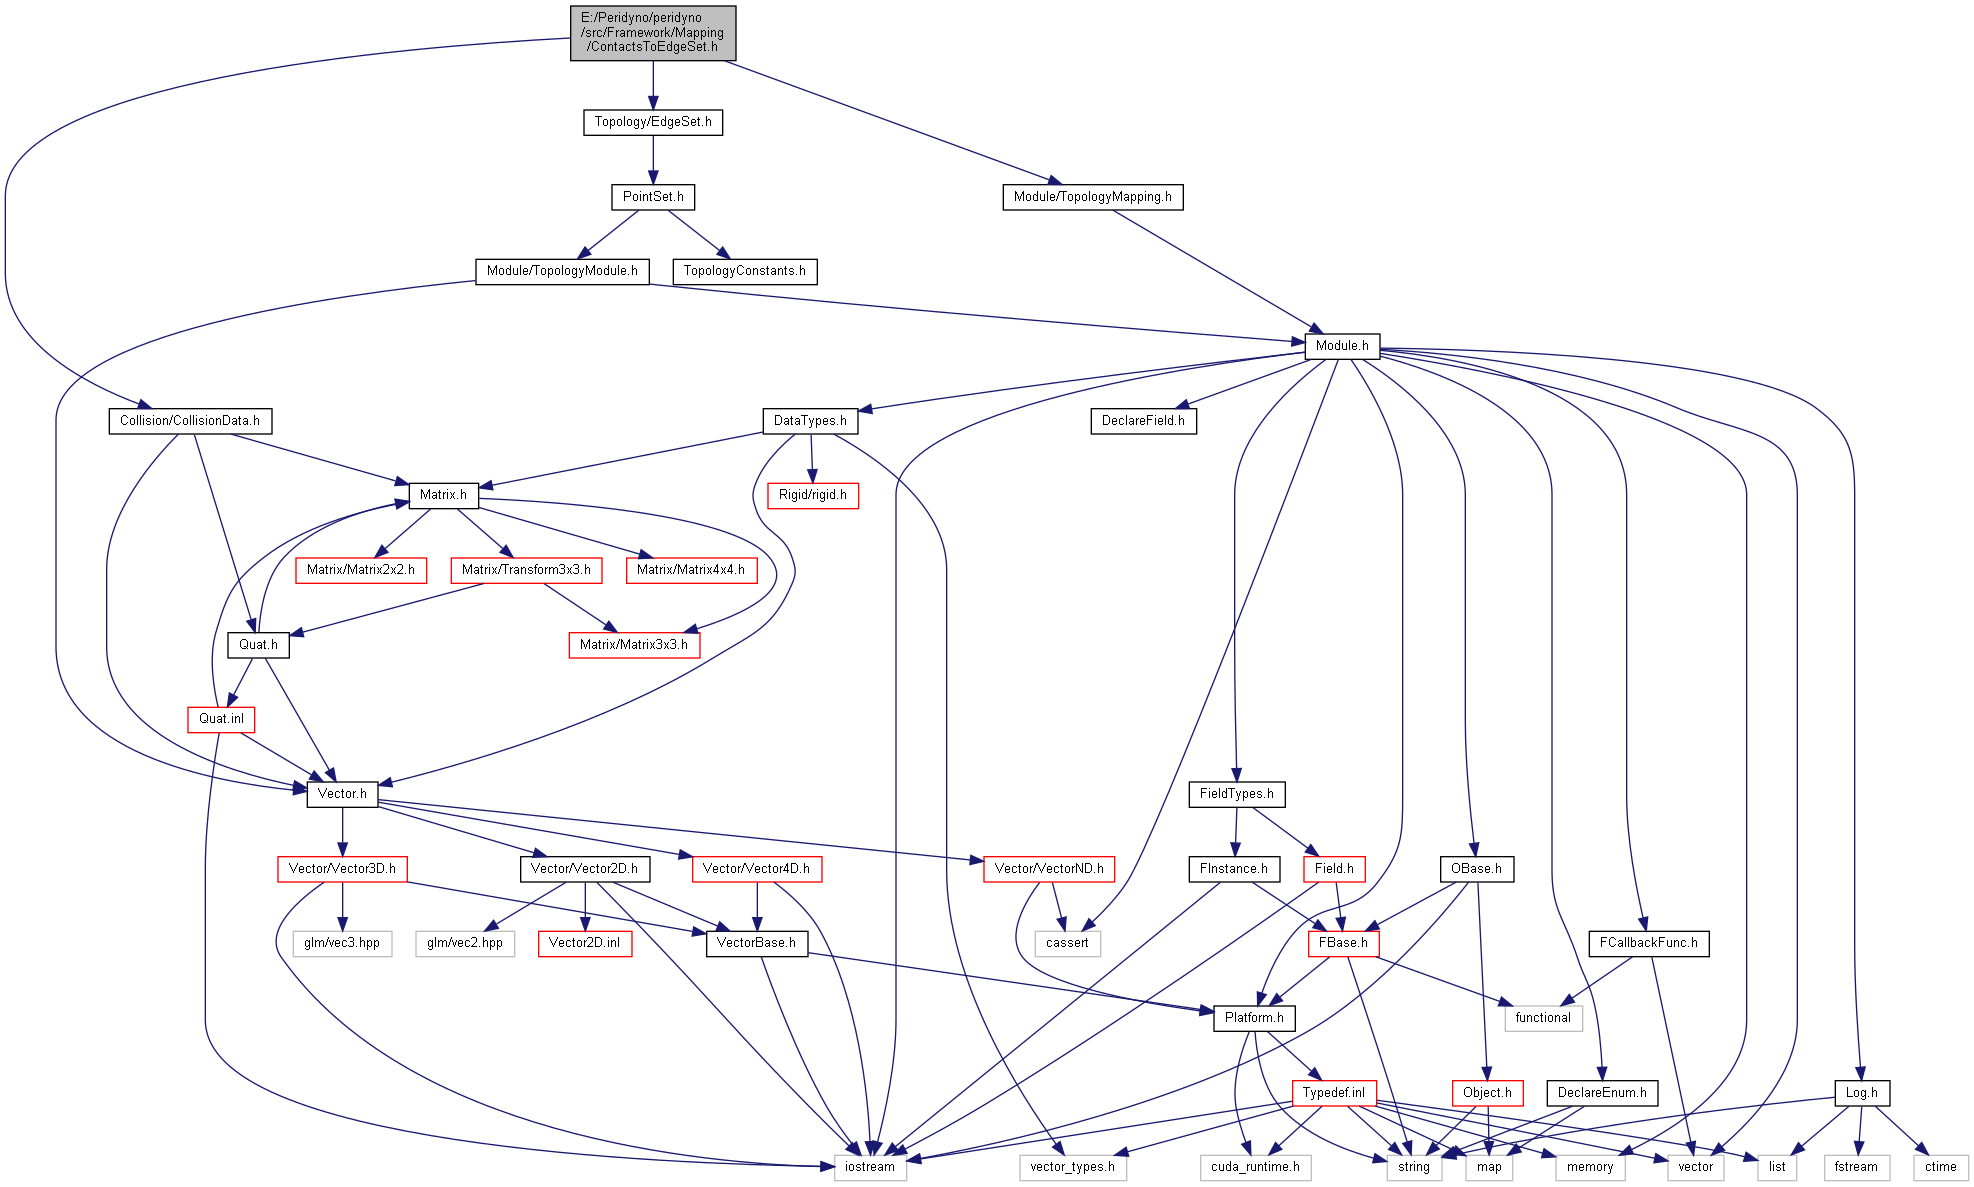 E:/Peridyno/peridyno
/src/Framework/Mapping
/ContactsToEdgeSet.h
Topology/EdgeSet.h
PointSet.h
Module/TopologyMapping.h
Module/TopologyModule.h
TopologyConstants.h
Module.h
Collision/CollisionData.h
DataTypes.h
DeclareField.h
Matrix.h
Rigid/rigid.h
Matrix/Matrix2x2.h
Matrix/Transform3x3.h
Matrix/Matrix4x4.h
Quat.h
Matrix/Matrix3x3.h
Quat.inl
Vector.h
FieldTypes.h
Vector/Vector3D.h
Vector/Vector2D.h
Vector/Vector4D.h
Vector/VectorND.h
FInstance.h
Field.h
OBase.h
glm/vec3.hpp
glm/vec2.hpp
Vector2D.inl
VectorBase.h
cassert
FBase.h
FCallbackFunc.h
Platform.h
functional
Typedef.inl
Object.h
DeclareEnum.h
Log.h
iostream
vector_types.h
cuda_runtime.h
string
map
memory
vector
list
fstream
ctime